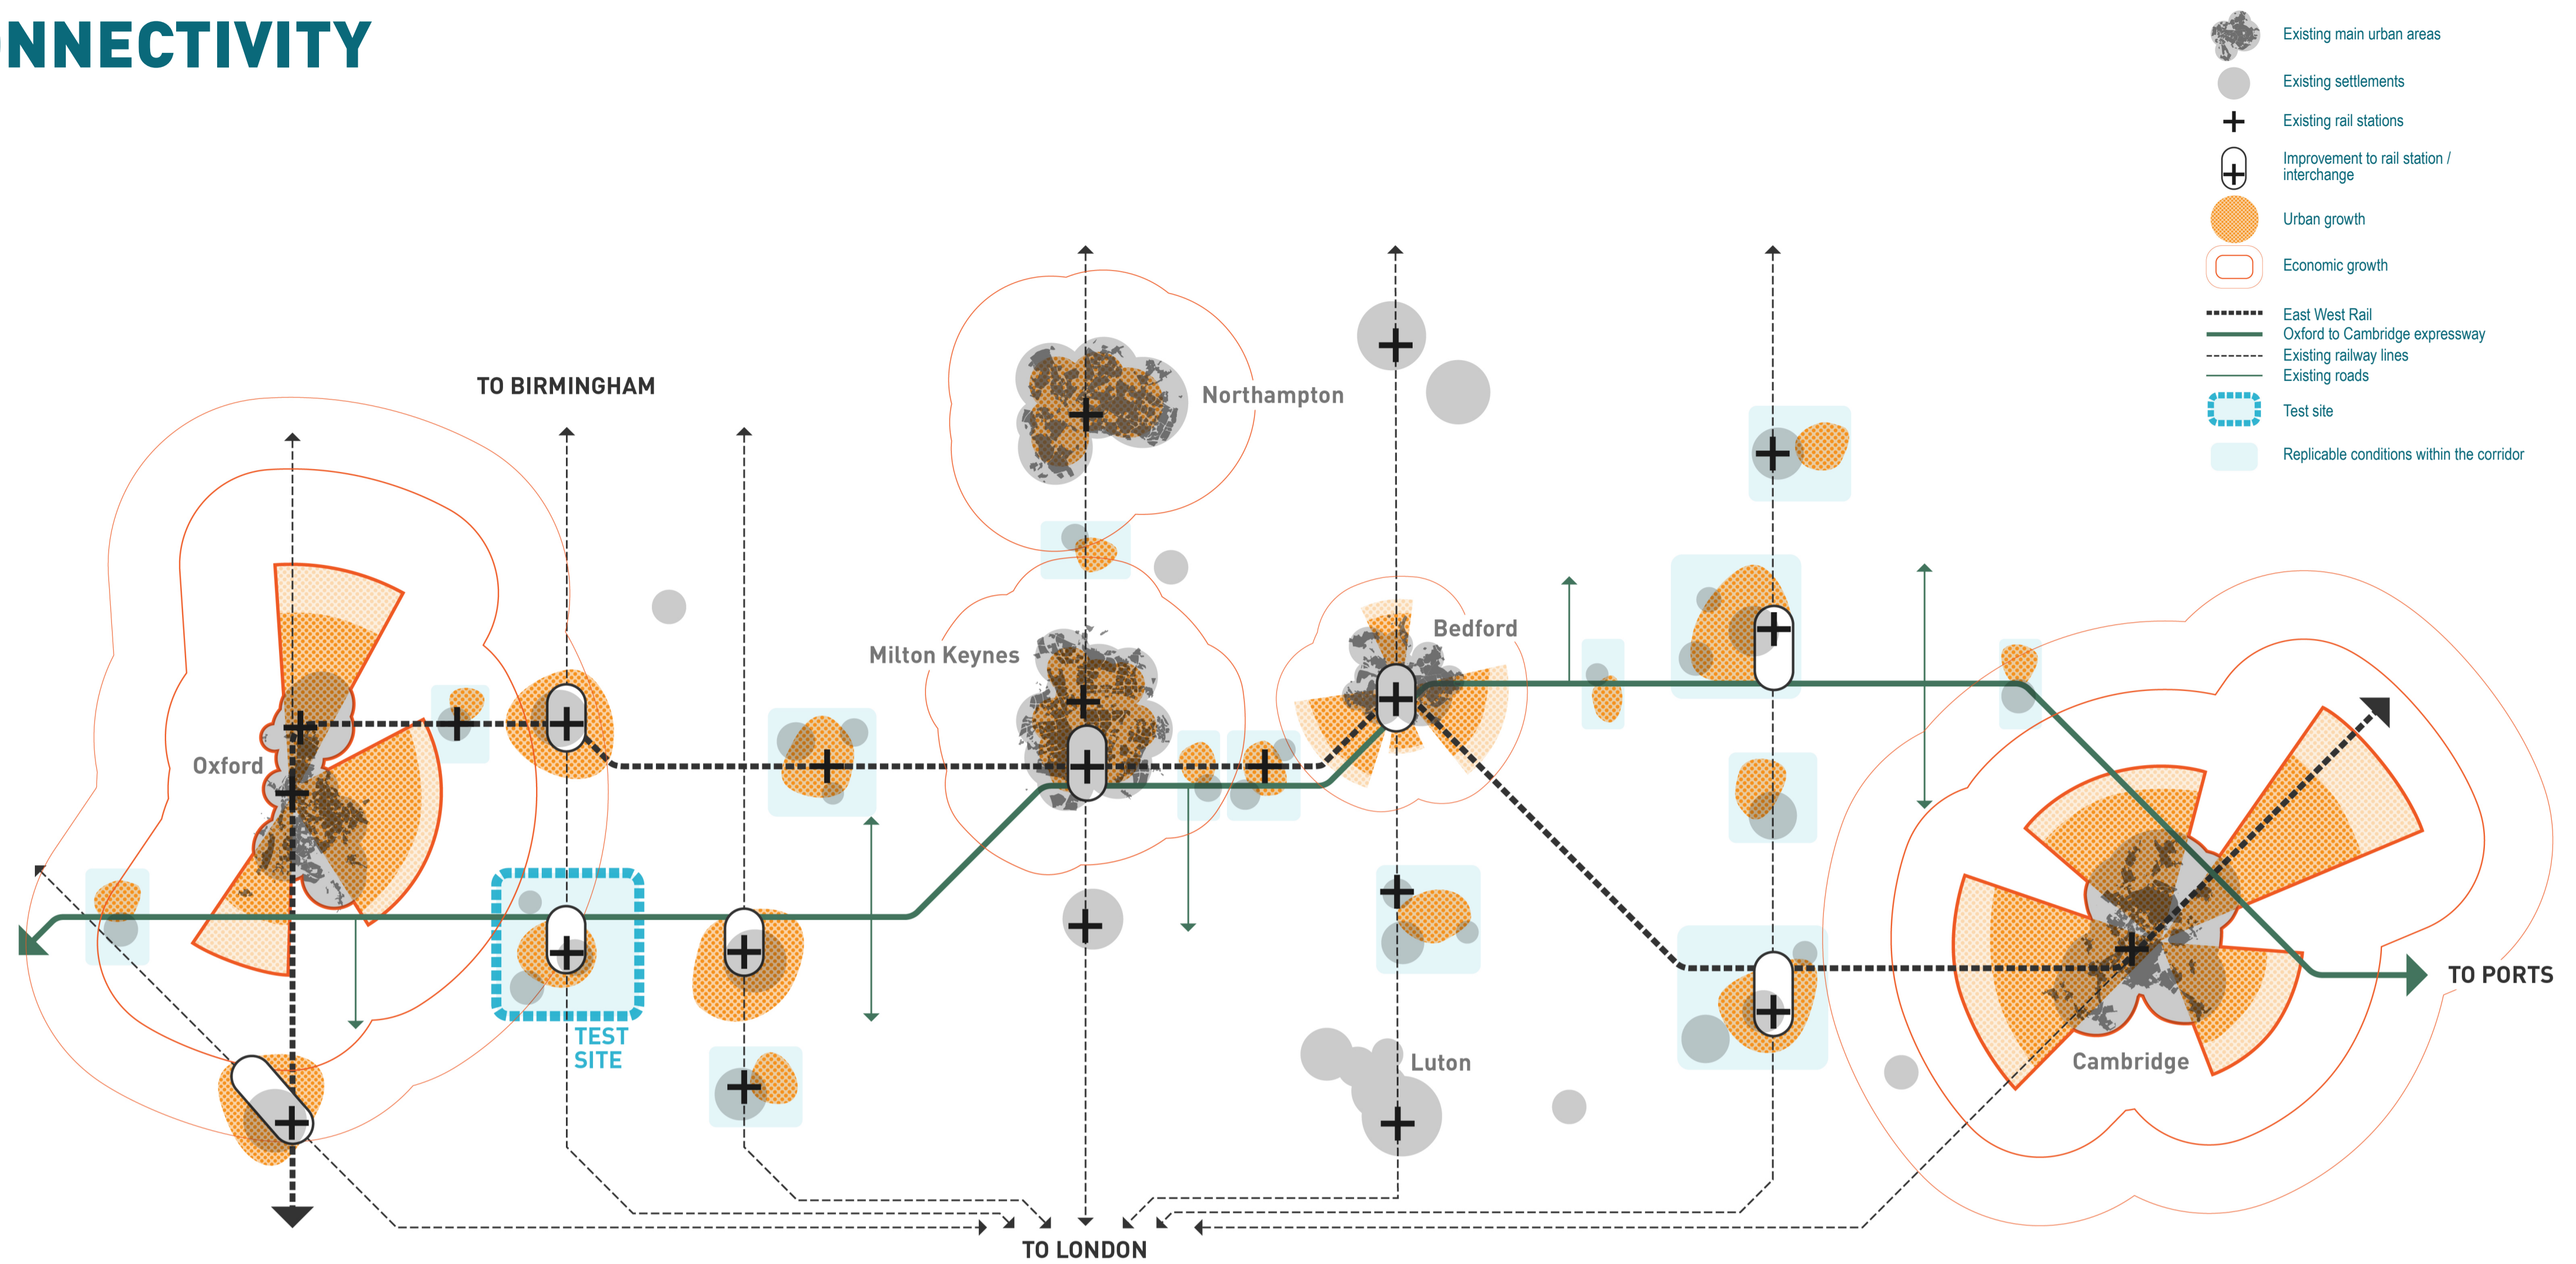 ONNECTIVITY
Existing main urban areas
Existing settlements
Existing rail stations
Improvement to rail station /
interchange
Urban growth
Economic growth
East West Rail
Oxford to Cambridge expressway
Existing railway lines
Existing roads
Test site
Replicable conditions within the corridor
TO BIRMINGHAM
Northampton
Milton Keynes
Bedford
Oxford
TEST
SITE
Luton
Cambridge
TO PORTS
TO LONDON